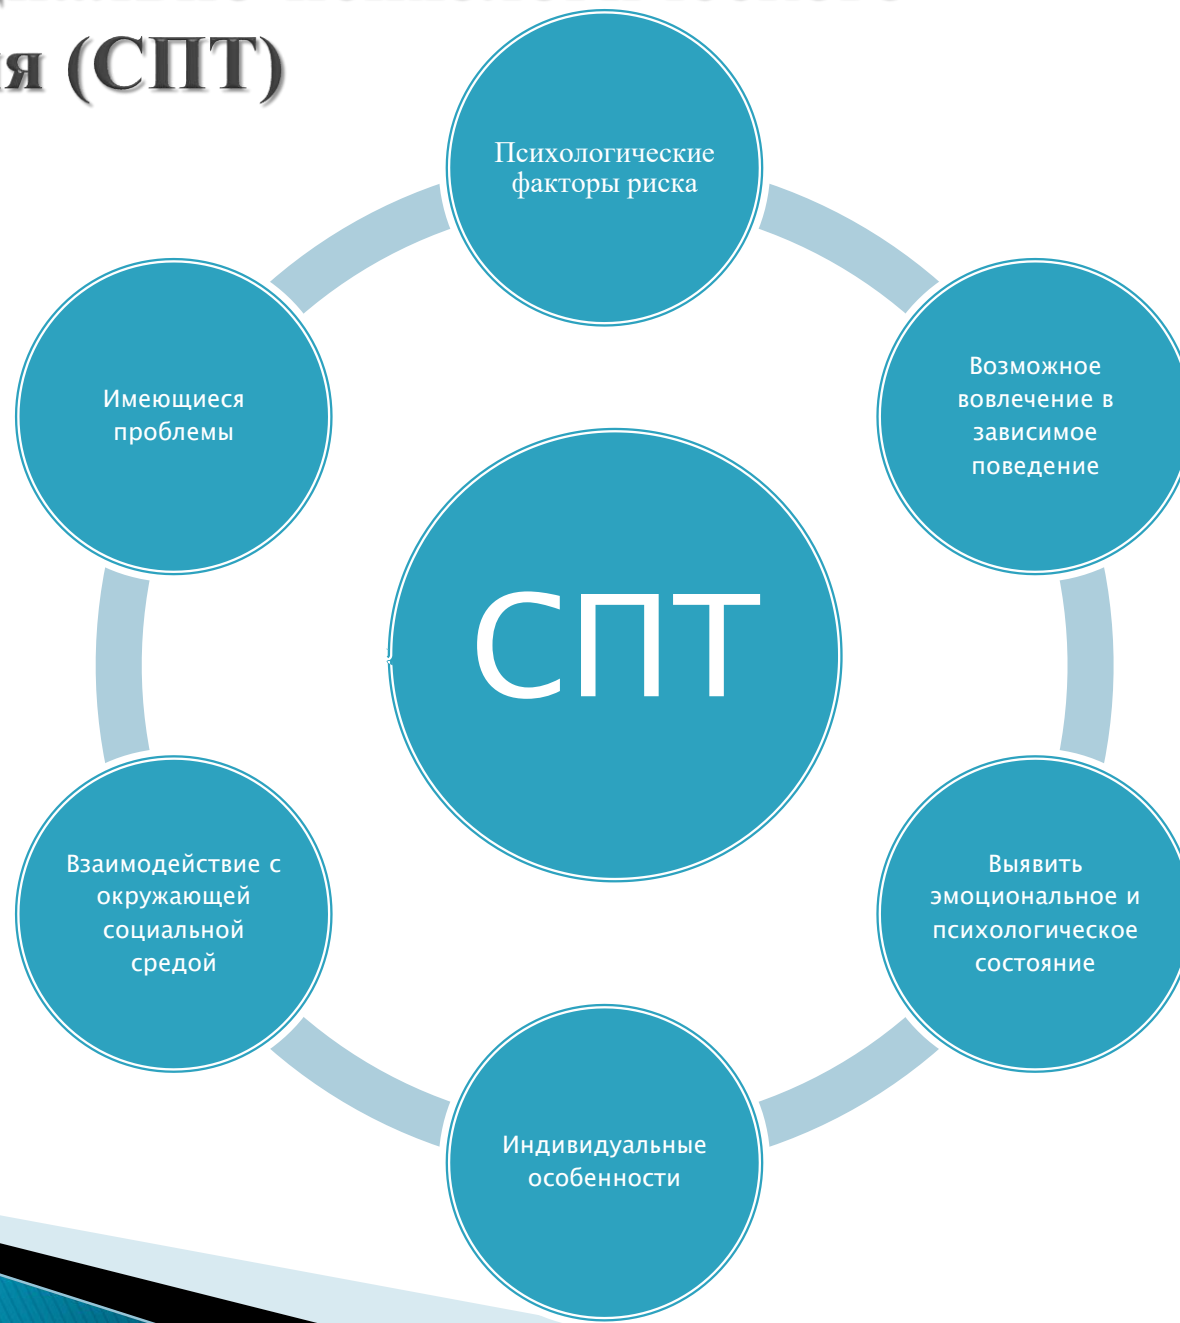 (СПТ)
Психологические
факторы риска
Возможное
вовлечение в
зависимое
поведение
Выявить
эмоциональное и
психологическое
состояние
Индивидуальные
особенности
Взаимодействие с
окружающей
социальной
средой
Имеющиеся
проблемы
СПТ